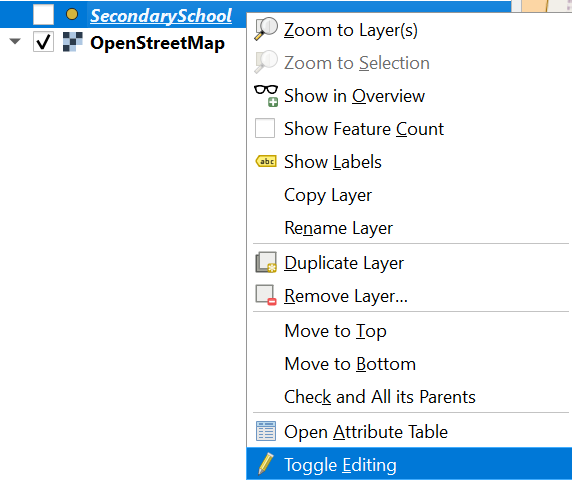 SecondarySchool
OpenStreetMap
Zoom to Layer(s)
Zoom to Selection
Show in Overview
Show Feature Count
abc Show Labels
Copy Layer
Rename Layer
Duplicate Layer
Remove Layer...
Move to Top
Move to Bottom
Check and All its Parents
Open Attribute Table
Toggle Editing